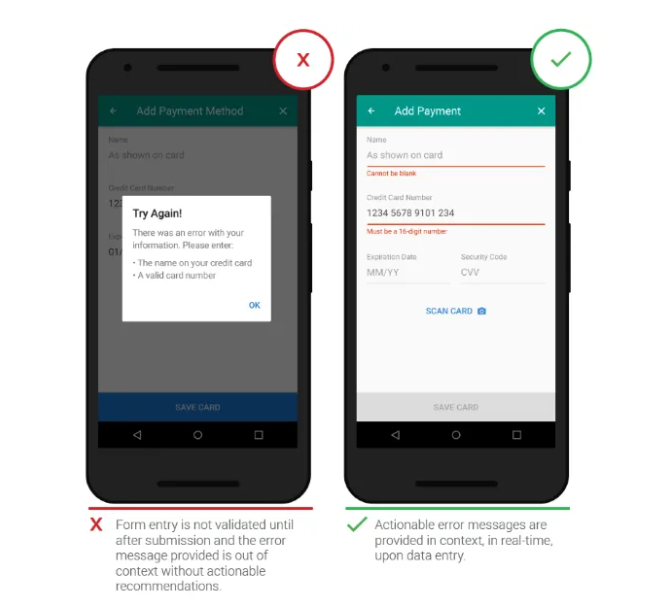 X
Add Payment Method
Name
As shown on card
Credit Card Number
123
Try Again!
There was an error with your
information. Please enter:
• The name on your credit card
• A valid card number
OK
01/
SAVE CARD
X Form entry is not validated until
after submission and the error
message provided is out of
context without actionable
recommendations.
Add Payment
Name
As shown on card
Cannot be blank
Credit Card Number
1234 5678 9101 234
Must be a 16-digit number
Expiration Date Security Code
MM/YY CVV
SCAN CARD
SAVE CARD
Actionable error messages are
provided in context, in real-time,
upon data entry.